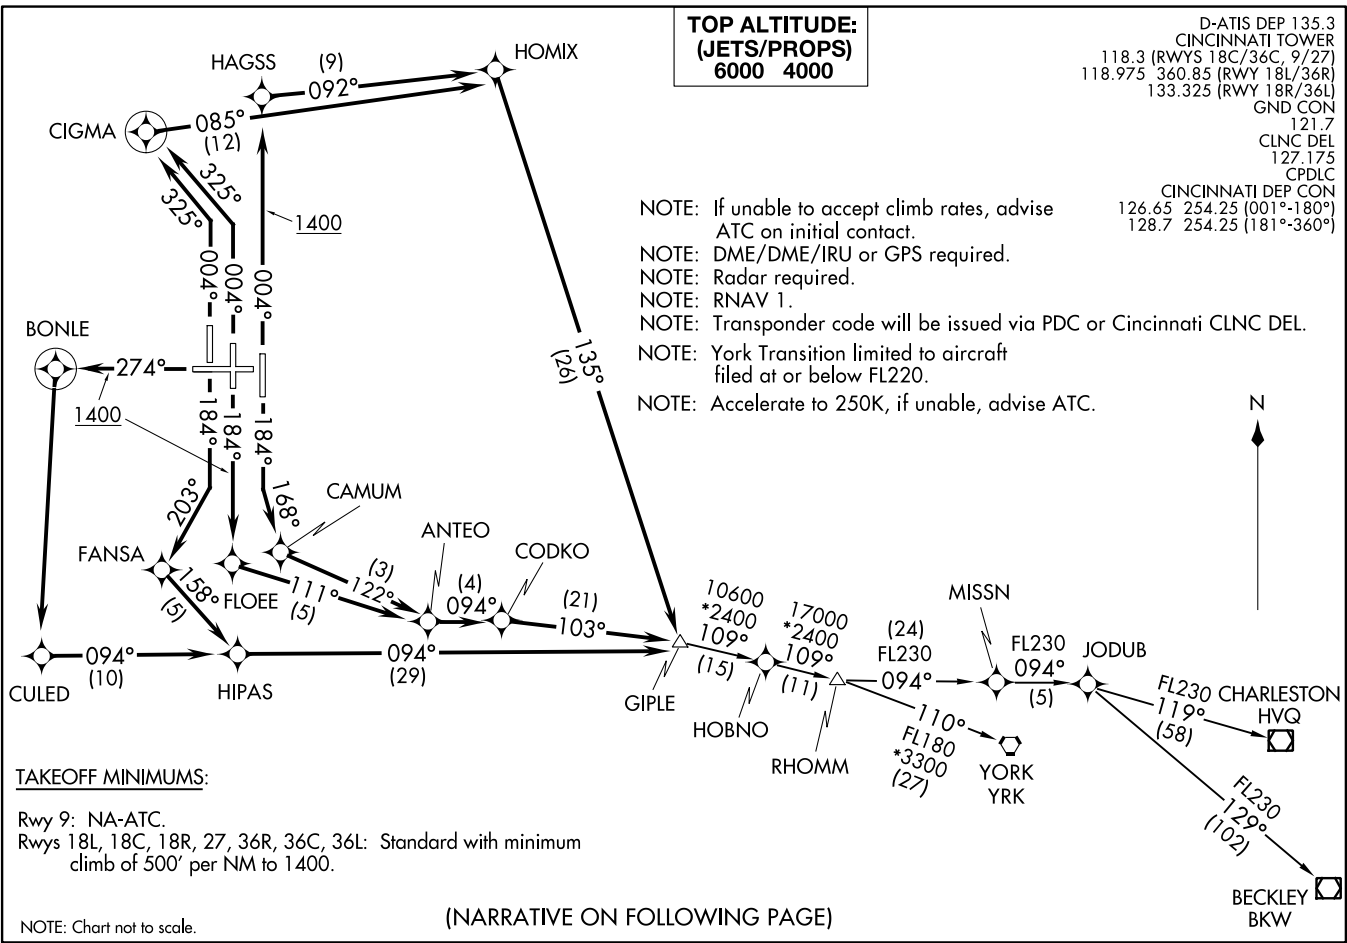 TOP ALTITUDE:
(JETS/PROPS)
6000 4000
D-ATIS DEP 135.3
CINCINNATI TOWER
118.3 (RWYS 18C/36C, 9/27)
118.975 360.85 (RWY 18L/36R)
133.325 (RWY 18R/36L)
GND CON
121.7
CLNC DEL
127.175
CPDLC
CINCINNATI DEP CON
126.65 254.25 (001°-180°)
128.7 254.25 (181°-360°)
HOMIX
HAGSS
(9)
092°
CIGMA
085°
(12)
325°
325°
1400
004°
004°
004°
NOTE: If unable to accept climb rates, advise
ATC on initial contact.
NOTE: DME/DME/IRU or GPS required.
NOTE: Radar required.
NOTE: RNAV 1.
NOTE: Transponder code will be issued via PDC or Cincinnati CLNC DEL.
NOTE: York Transition limited to aircraft
filed at or below FL220.
NOTE: Accelerate to 250K, if unable, advise ATC.
N
BONLE
274°
1400
135°
(26)
184°
184°
184°
203°
168°
CAMUM
FANSA
158°
(5)
FLOEE
111°
(5)
(3)
122°
ANTEO
(4)
094°
CODKO
(21)
103°
CULED
094°
(10)
HIPAS
094°
(29)
GIPLE
10600
*2400
109°
(15)
HOBNO
17000
*2400
109°
(11)
RHOMM
(24)
FL230
094°
MISSN
FL230
094°
(5)
JODUB
FL230
119°
(58)
CHARLESTON
HVQ
110°
FL180
*3300
(27)
YORK
YRK
FL230
129°
(102)
BECKLEY
BKW
TAKEOFF MINIMUMS:
Rwy 9: NA-ATC.
Rwys 18L, 18C, 18R, 27, 36R, 36C, 36L: Standard with minimum
climb of 500' per NM to 1400.
NOTE: Chart not to scale.
(NARRATIVE ON FOLLOWING PAGE)